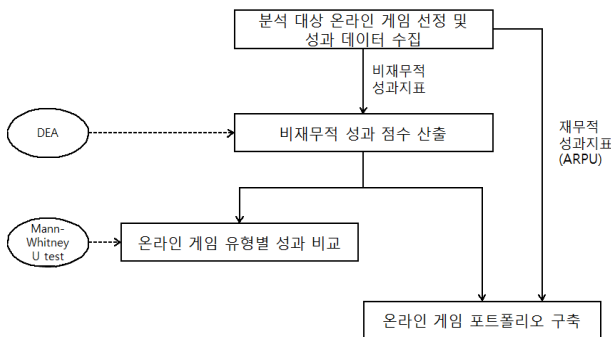 분석 대상 온라인 게임 선정 및
성과 데이터 수집
비재무적
성과지표
DEA
비재무적 성과 점수 산출
재무적
성과지표
(ARPU)
Mann-
Whitney
U test
온라인 게임 유형별 성과 비교
온라인 게임 포트폴리오 구축